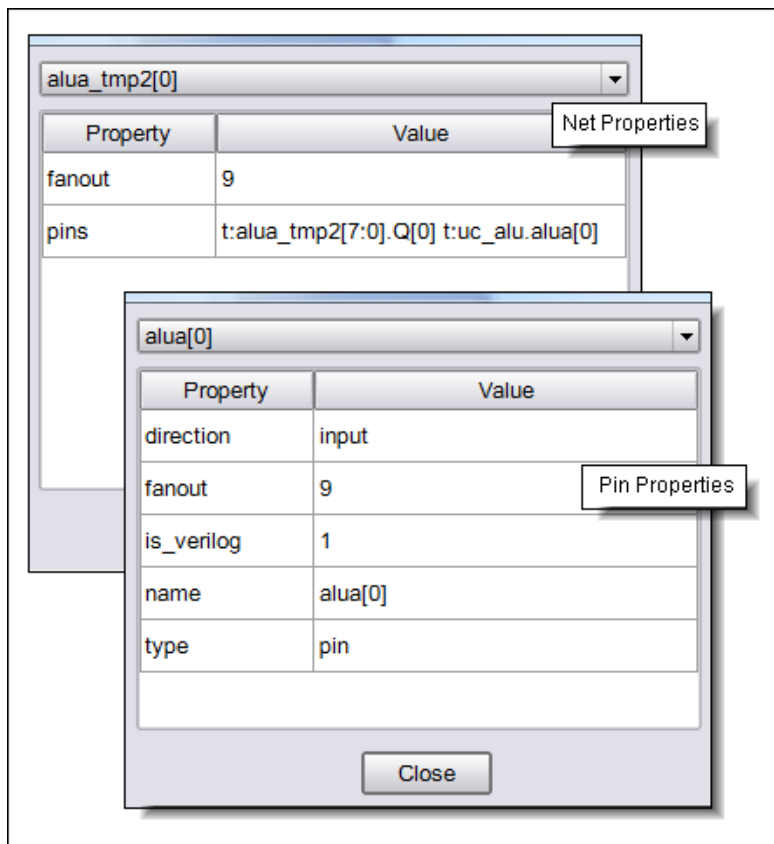 alua_tmp2[0]
Net Properties
Property Value
fanout 9
pins t:alua_tmp2[7:0].Q[0] t:uc_alu.alua[0]
alua[0]
Property Value
direction input
fanout 9
Pin Properties
is_verilog 1
name alua[0]
type pin
Close